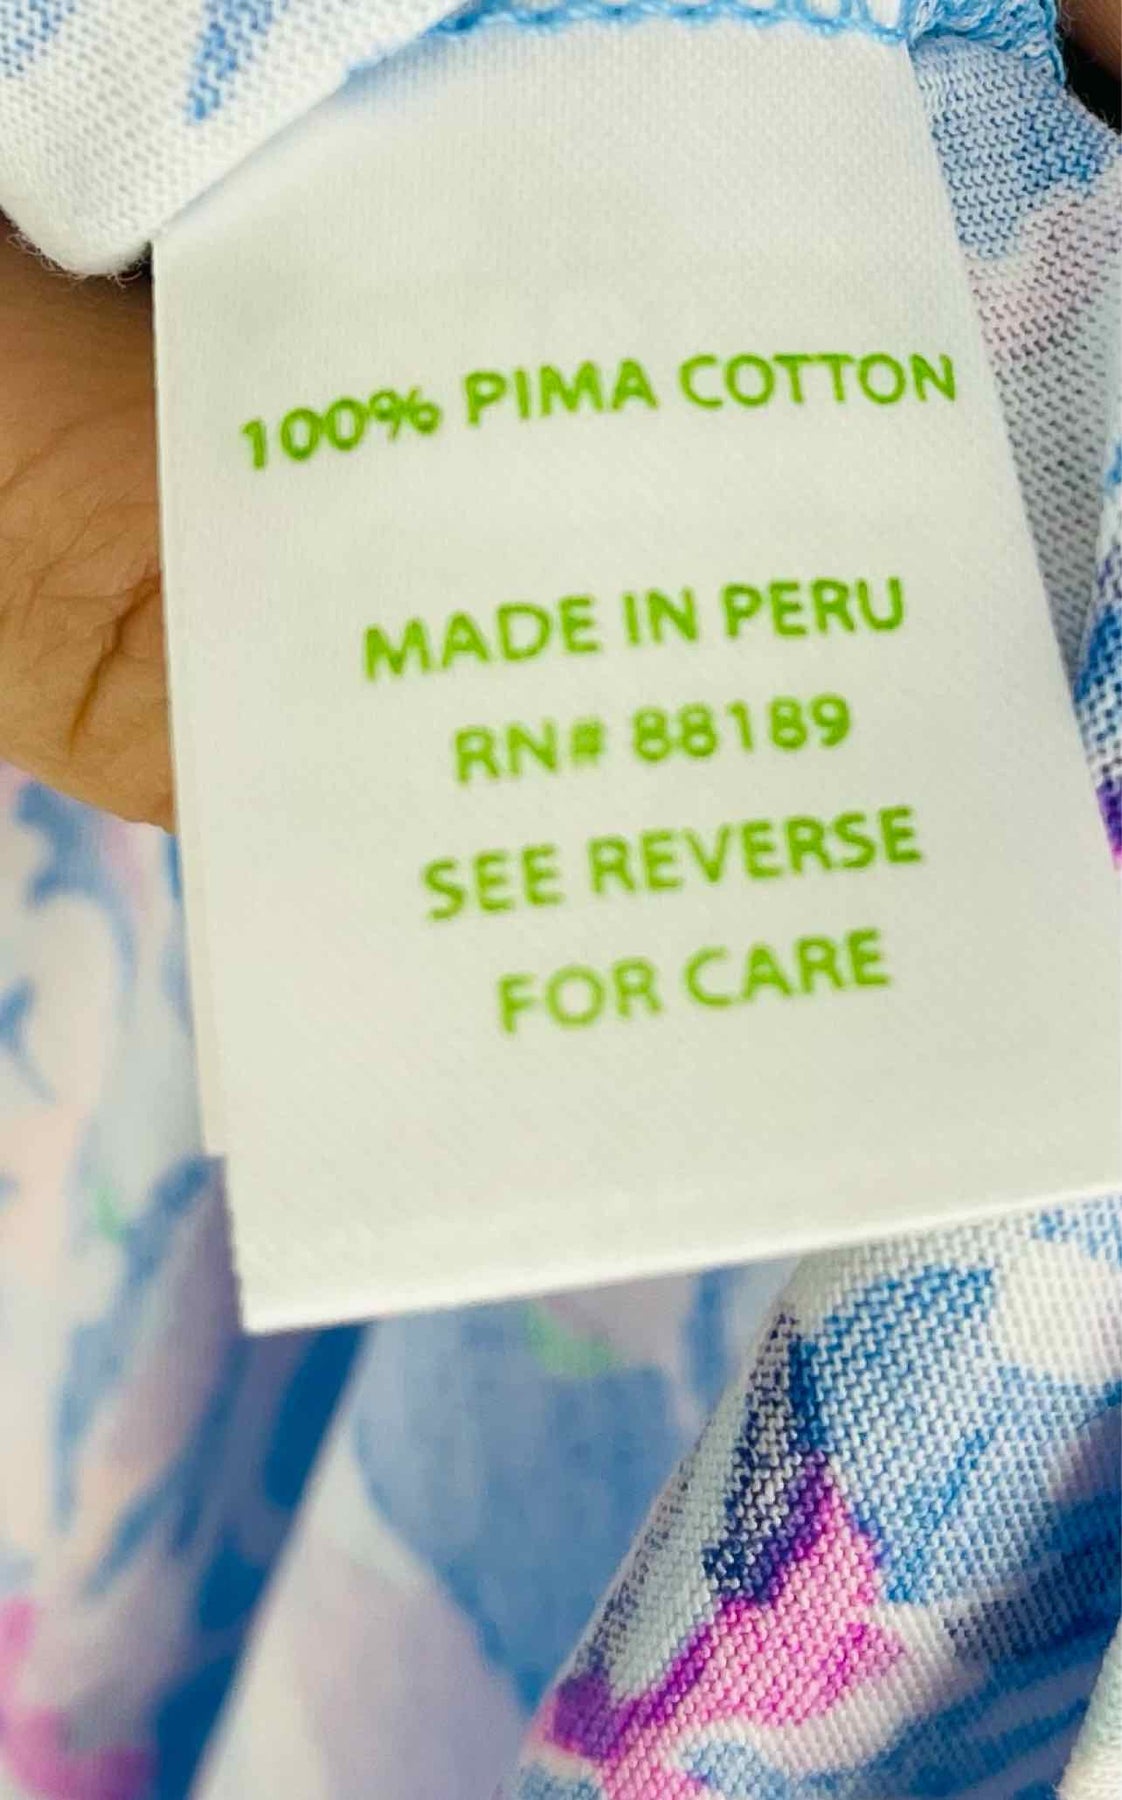 100% PIMA COTTON
MADE IN PERU
RN# 88189
SEE REVERSE
FOR CARE